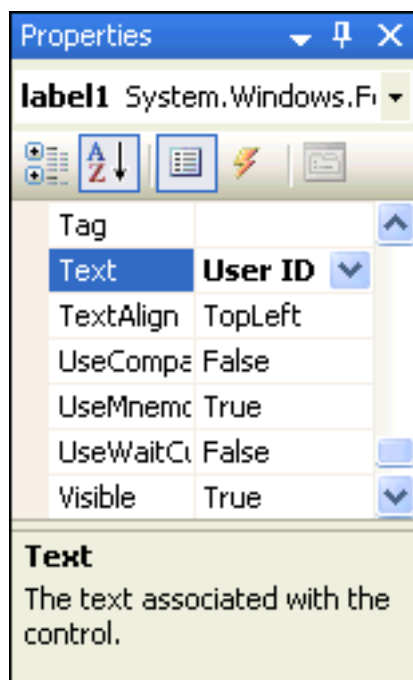 Properties
label1 System.Windows.F
A
Z
Tag
Text User ID
TextAlign TopLeft
UseCompa False
UseMnemo True
UseWaitCu False
Visible True
Text
The text associated with the
control.